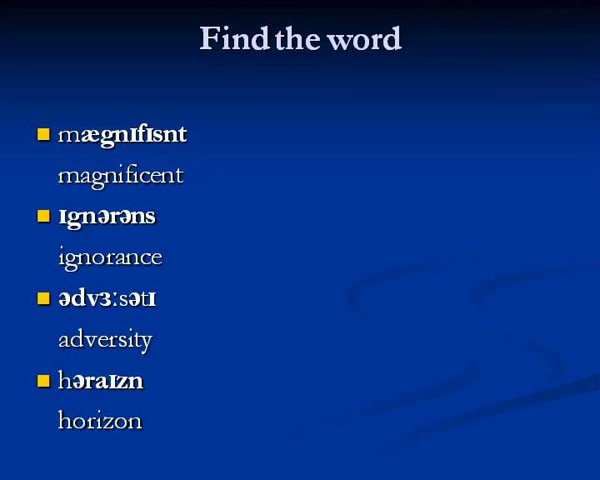 Find the word
mægnɪfɪsnt
magnificent
ɪgnərəns
ignorance
ədvɜːsətɪ
adversity
həraɪzn
horizon